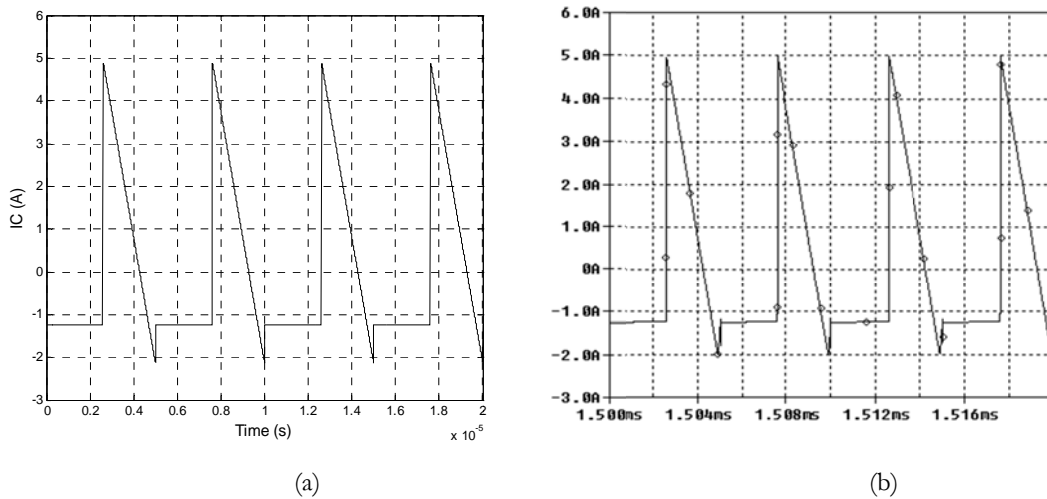 6
5
4
3
2
1
0
-1
-2
-3
IC (A)
0 0.2 0.4 0.6 0.8 1 1.2 1.4 1.6 1.8 2
Time (s)
x 10-5
(a)
6.0A
5.0A
4.0A
3.0A
2.0A
1.0A
0A
-1.0A
-2.0A
-3.0A
1.500ms 1.504ms 1.508ms 1.512ms 1.516ms
(b)